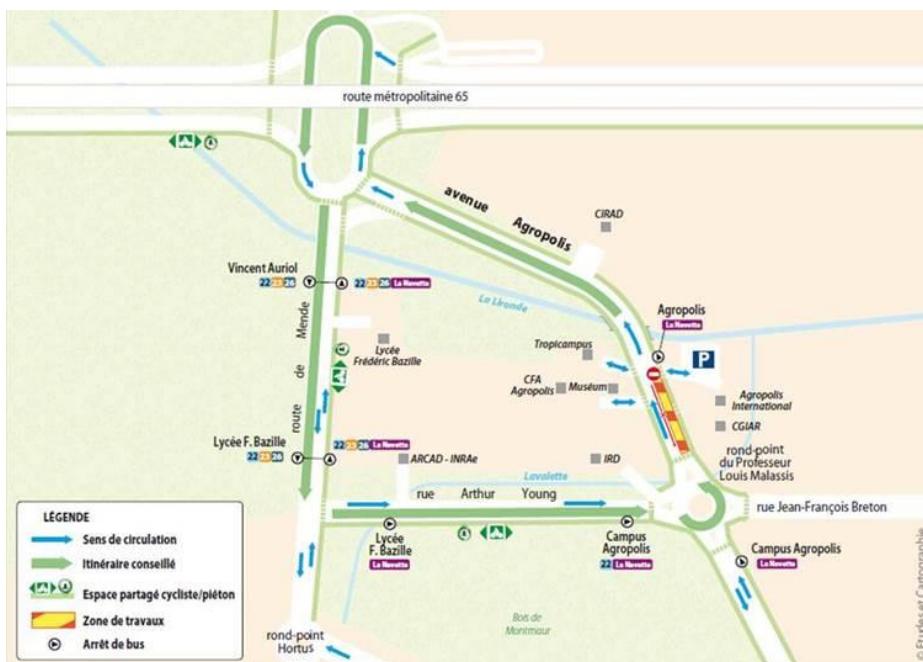 route métropolitaine 65
avenue Agropolis
CIRAD
Vincent Auriol
22 23 26
22 23 26 La Navette
La Lironde
Agropolis
La Navette
P
route de Mende
Lycée
Frédéric Bazille
Tropicampus
CFA
Agropolis
Muséum
Agropolis
International
CGIAR
Lycée F. Bazille
22 23 26
22 23 26 La Navette
ARCAD - INRAe
IRD
Lavalette
rond-point
du Professeur
Louis Malassis
rue Arthur Young
rue Jean-François Breton
Lycée
F. Bazille
La Navette
Campus
Agropolis
22 La Navette
Campus Agropolis
La Navette
Bois de
Montmaur
rond-point
Hortus
LÉGENDE
Sens de circulation
Itinéraire conseillé
Espace partagé cycliste/piéton
Zone de travaux
Arrêt de bus
© Etudes et Cartographie